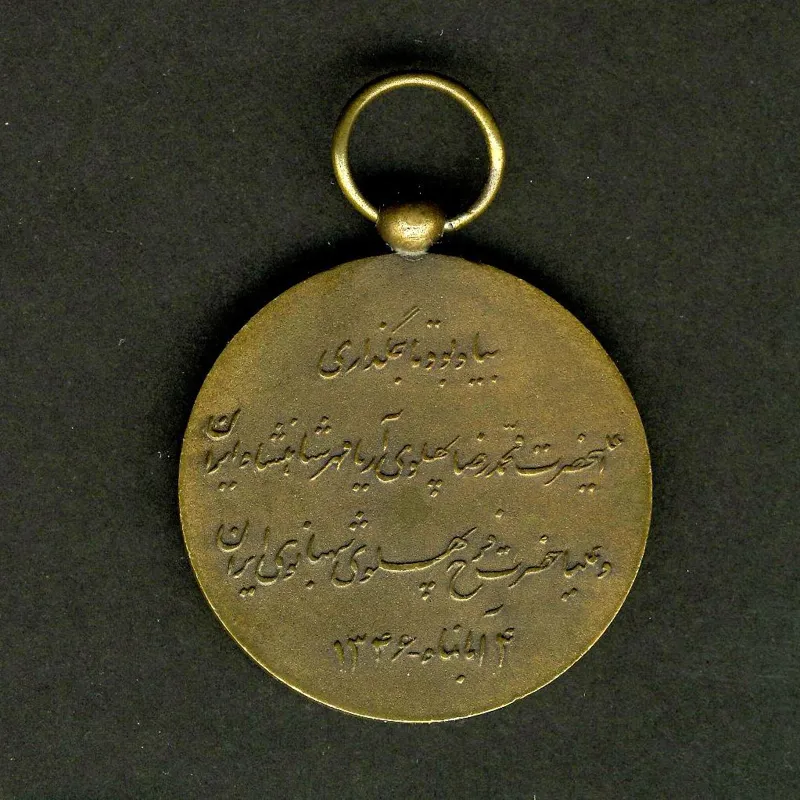 بیادبود تاجگذاری
اعلیحضرت محمدرضا پهلوی آریامهر شاهنشاه ایران
و علیاحضرت فرح پهلوی شهبانوی ایران
۴ آبانماه - ۱۳۴۶